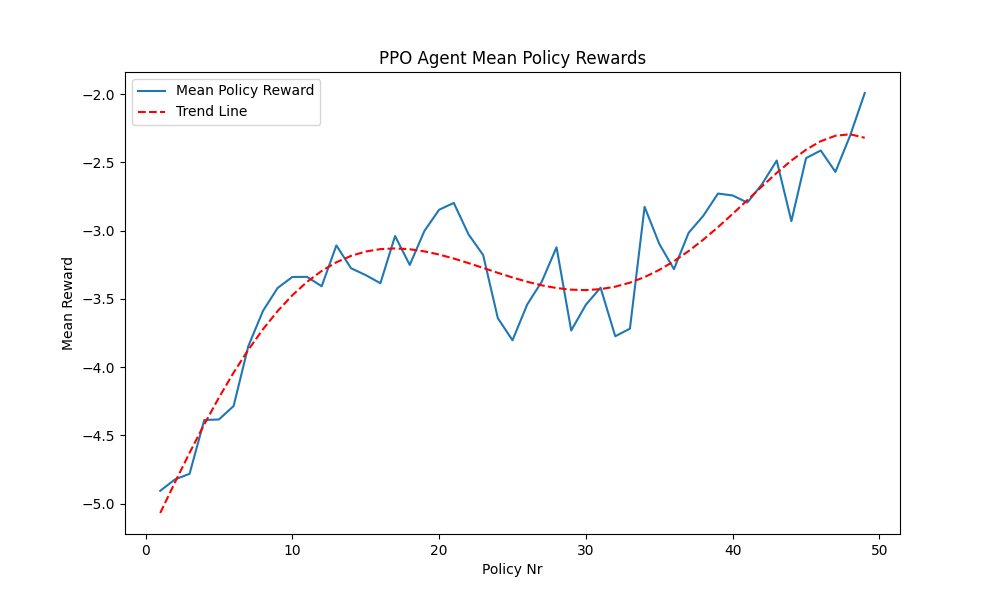 PPO Agent Mean Policy Rewards
Mean Policy Reward
Trend Line
−2.0
−2.5
−3.0
−3.5
−4.0
−4.5
−5.0
Mean Reward
0 10 20 30 40 50
Policy Nr